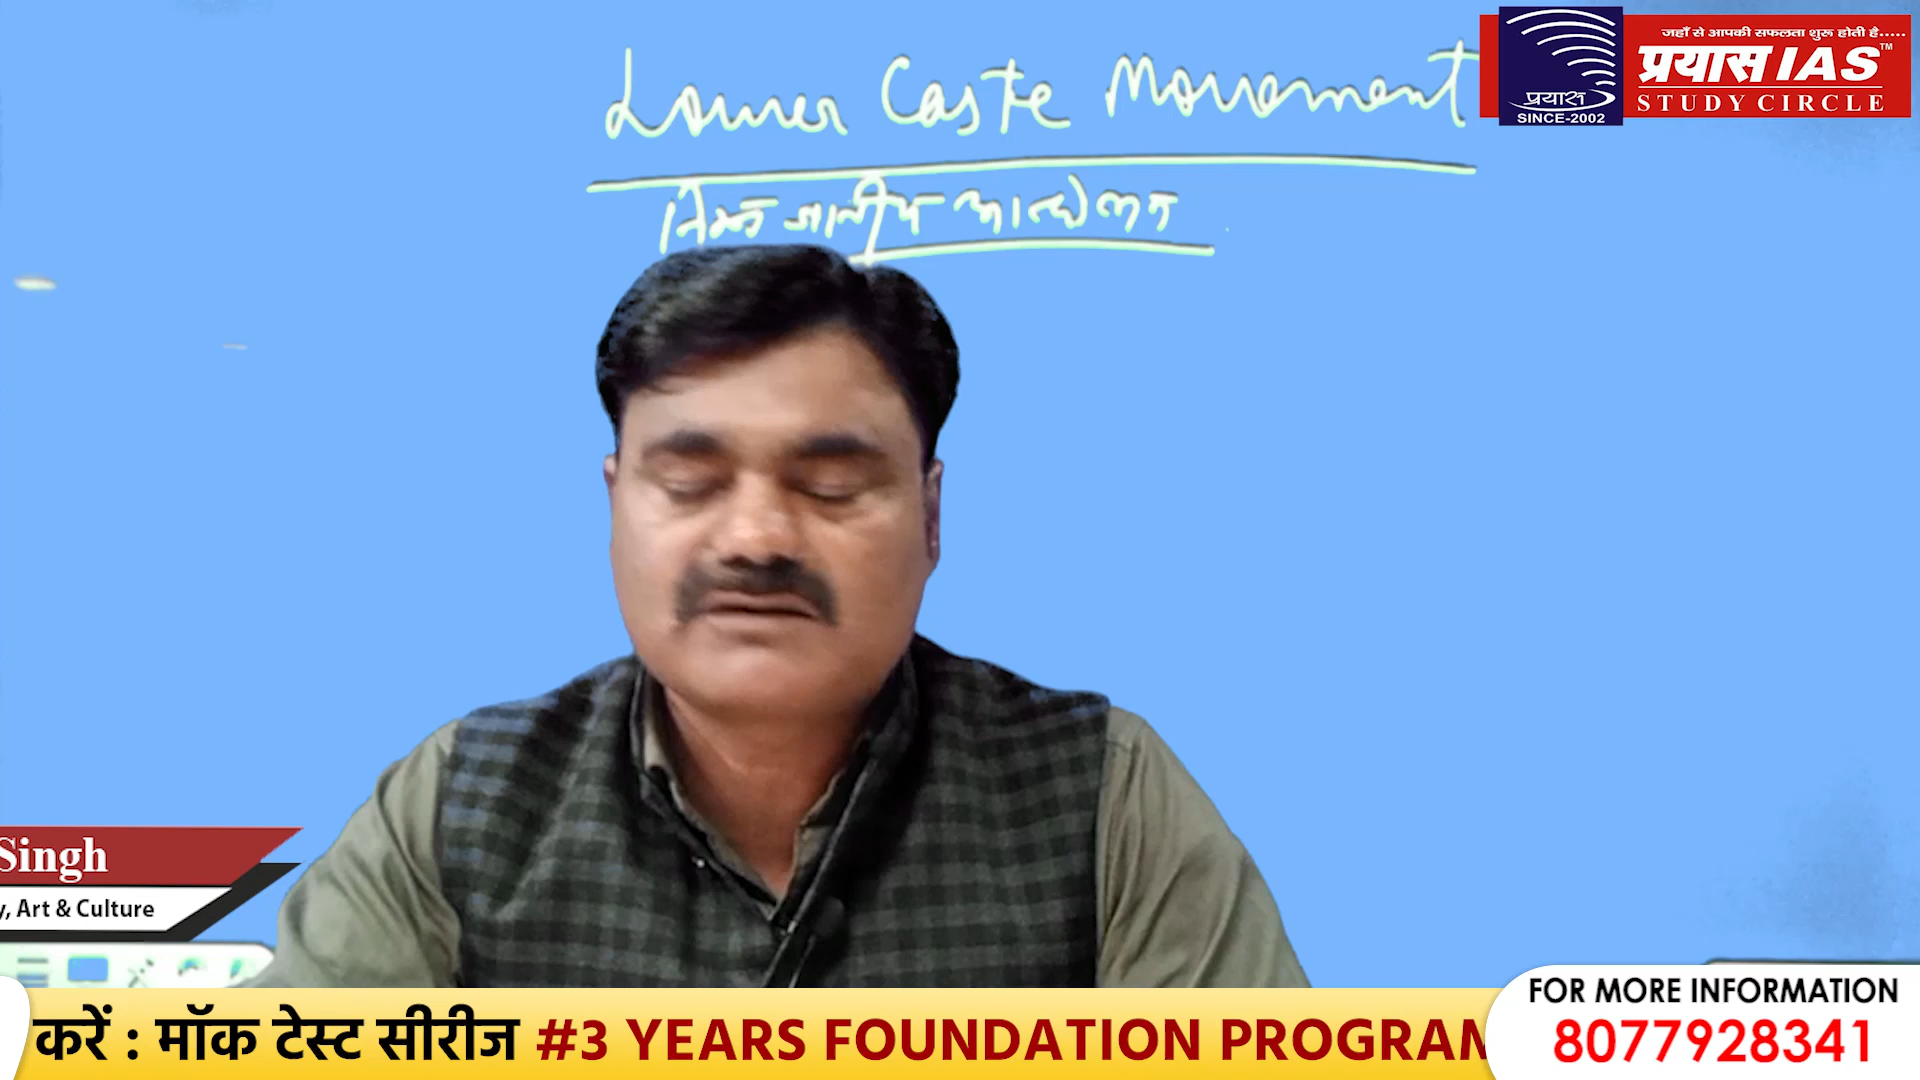 Lower Caste Movement
निम्न जातीय आन्दोलन
जहाँ से आपकी सफलता शुरू होती है.....
प्रयास IAS™
STUDY CIRCLE
प्रयास
SINCE-2002
Singh
y, Art & Culture
करें : मॉक टेस्ट सीरीज #3 YEARS FOUNDATION PROGRAM
FOR MORE INFORMATION
8077928341